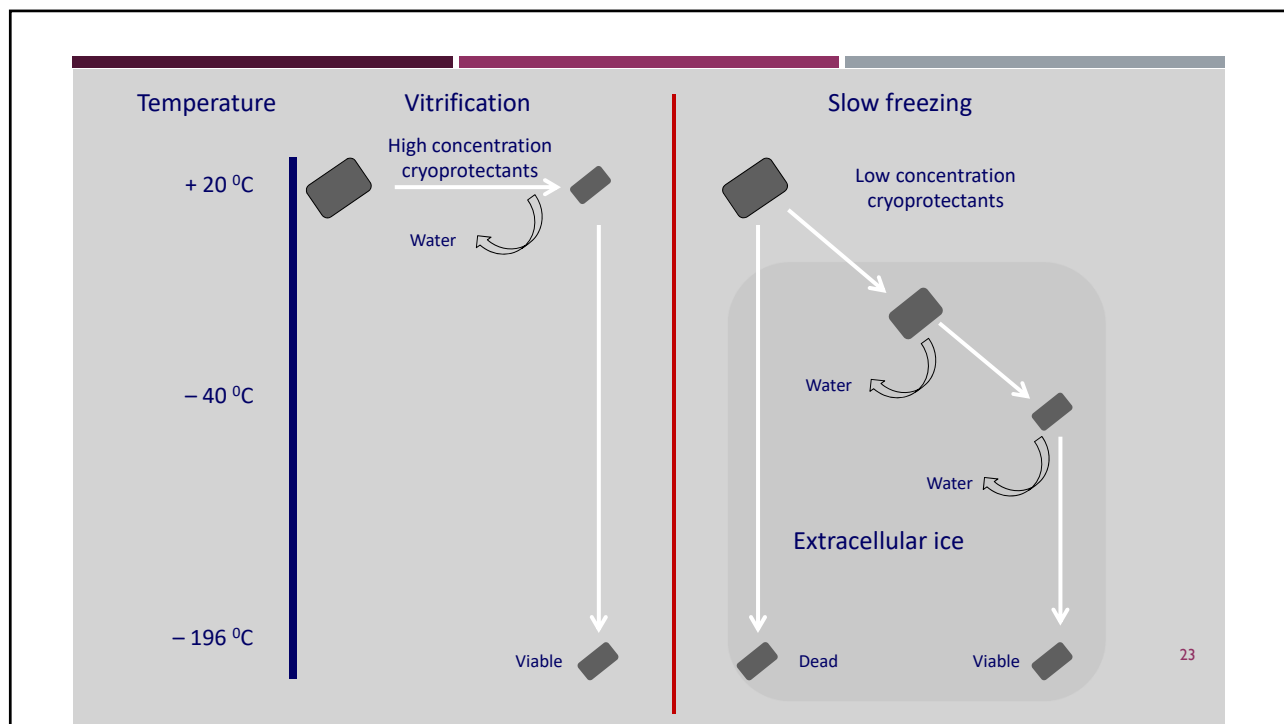 Temperature
Vitrification
Slow freezing
High concentration
cryoprotectants
+ 20 ⁰C
Low concentration
cryoprotectants
Water
Water
– 40 ⁰C
Water
Extracellular ice
– 196 ⁰C
Viable
Dead
Viable
23